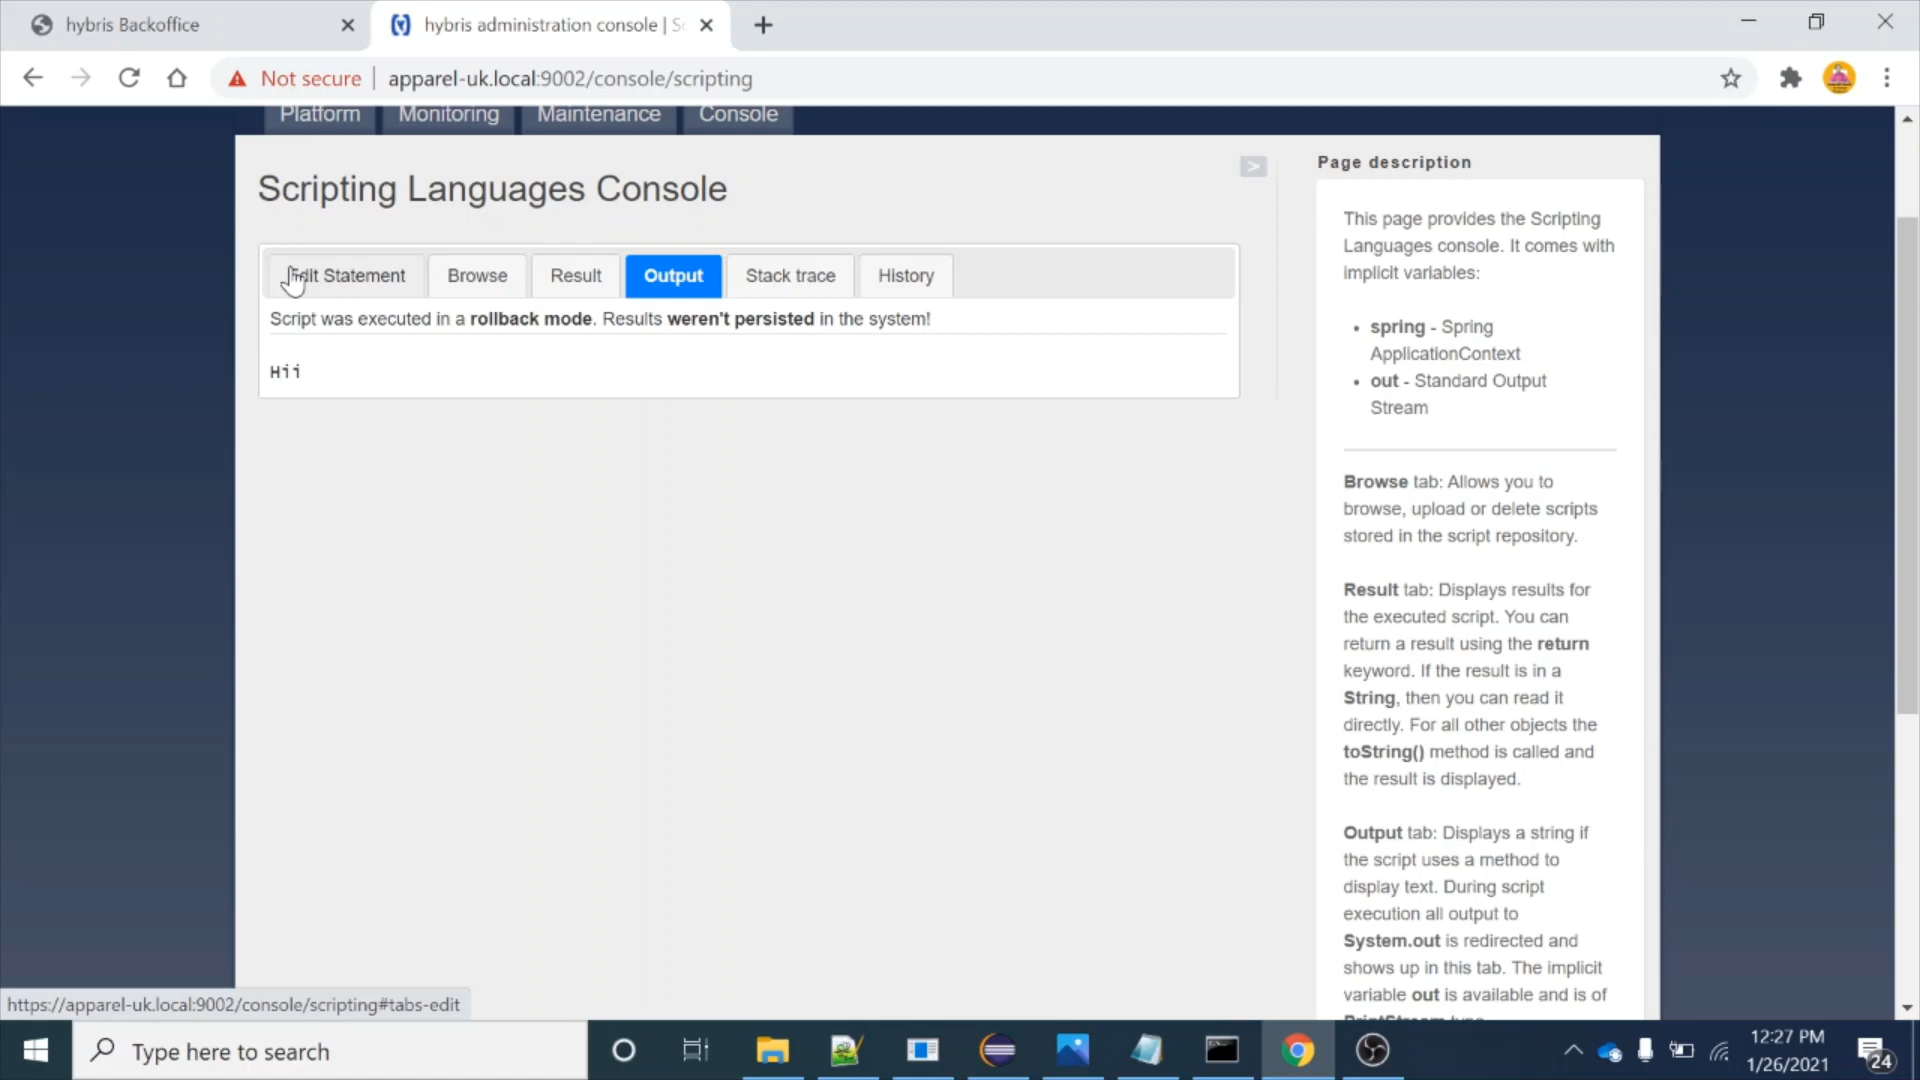 hybris Backoffice
hybris administration console | Sc
Not secure
apparel-uk.local:9002/console/scripting
Platform
Monitoring
Maintenance
Console
Scripting Languages Console
>
Edit Statement
Browse
Result
Output
Stack trace
History
Script was executed in a rollback mode. Results weren't persisted in the system!
Hii
Page description
This page provides the Scripting
Languages console. It comes with
implicit variables:
• spring - Spring
ApplicationContext
• out - Standard Output
Stream
Browse tab: Allows you to
browse, upload or delete scripts
stored in the script repository.
Result tab: Displays results for
the executed script. You can
return a result using the return
keyword. If the result is in a
String, then you can read it
directly. For all other objects the
toString() method is called and
the result is displayed.
Output tab: Displays a string if
the script uses a method to
display text. During script
execution all output to
System.out is redirected and
shows up in this tab. The implicit
variable out is available and is of
PrintStream type.
https://apparel-uk.local:9002/console/scripting#tabs-edit
Type here to search
12:27 PM
1/26/2021
24